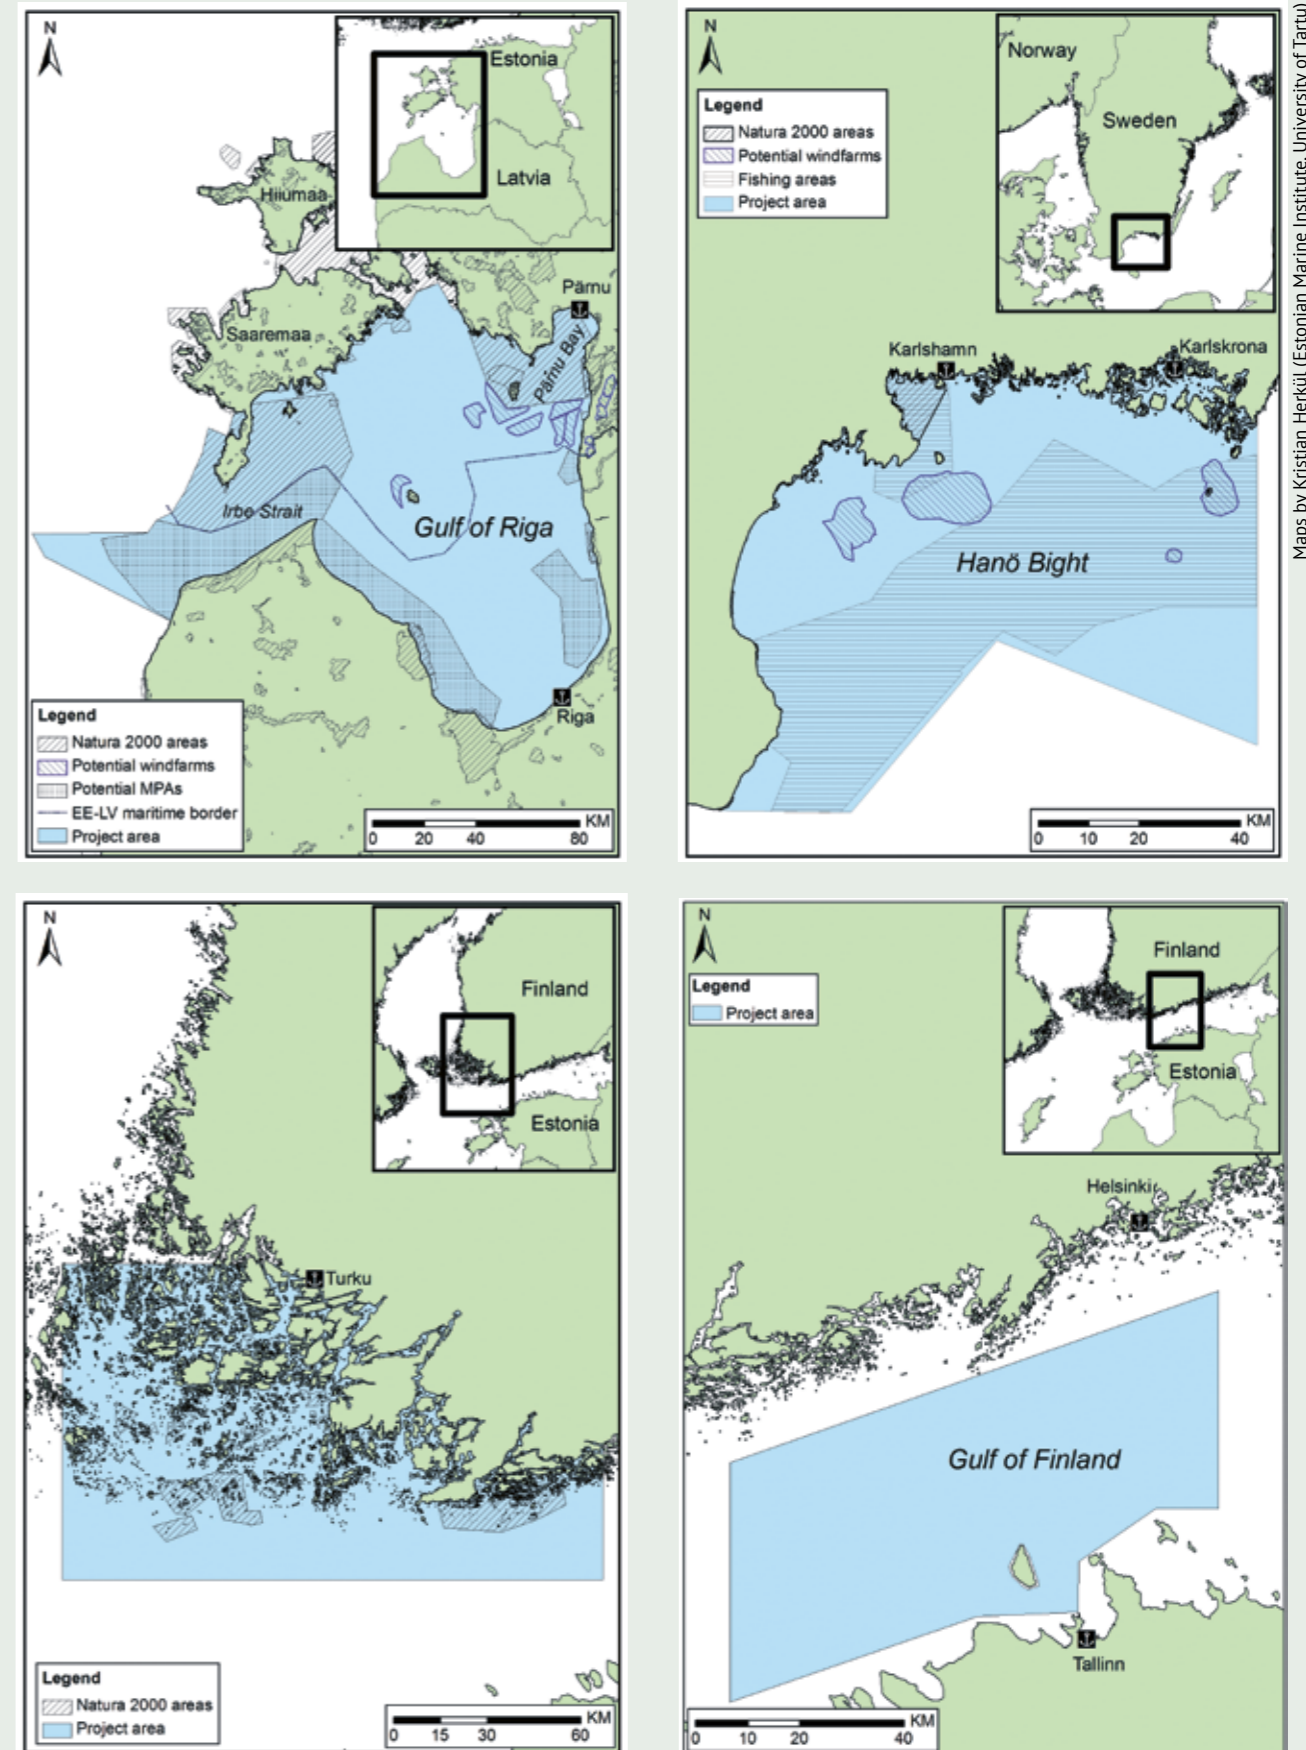 N
Estonia
Latvia
Hiiumaa
Pärnu
Saaremaa
Pärnu Bay
Irbe Strait
Gulf of Riga
Riga
Legend
Natura 2000 areas
Potential windfarms
Potential MPAs
EE-LV maritime border
Project area
KM
0 20 40 80
N
Legend
Natura 2000 areas
Potential windfarms
Fishing areas
Project area
Norway
Sweden
Karlshamn
Karlskrona
Hanö Bight
KM
0 10 20 40
Maps by Kristian Herkül (Estonian Marine Institute, University of Tartu)
N
Finland
Estonia
Turku
Legend
Natura 2000 areas
Project area
KM
0 15 30 60
N
Legend
Project area
Finland
Estonia
Helsinki
Gulf of Finland
Tallinn
KM
0 10 20 40